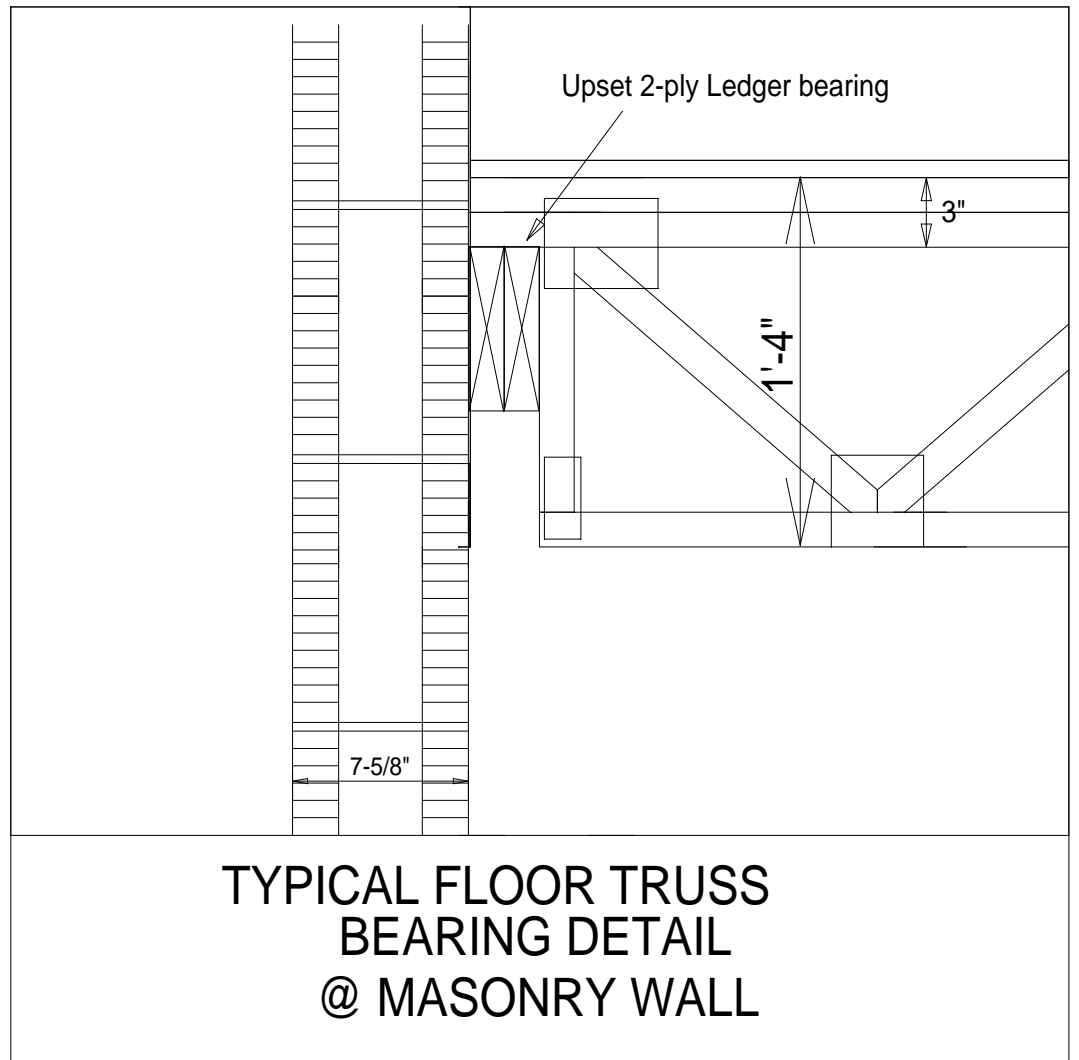 Upset 2-ply Ledger bearing
3"
1'-4"
7-5/8"
TYPICAL FLOOR TRUSS
BEARING DETAIL
@ MASONRY WALL